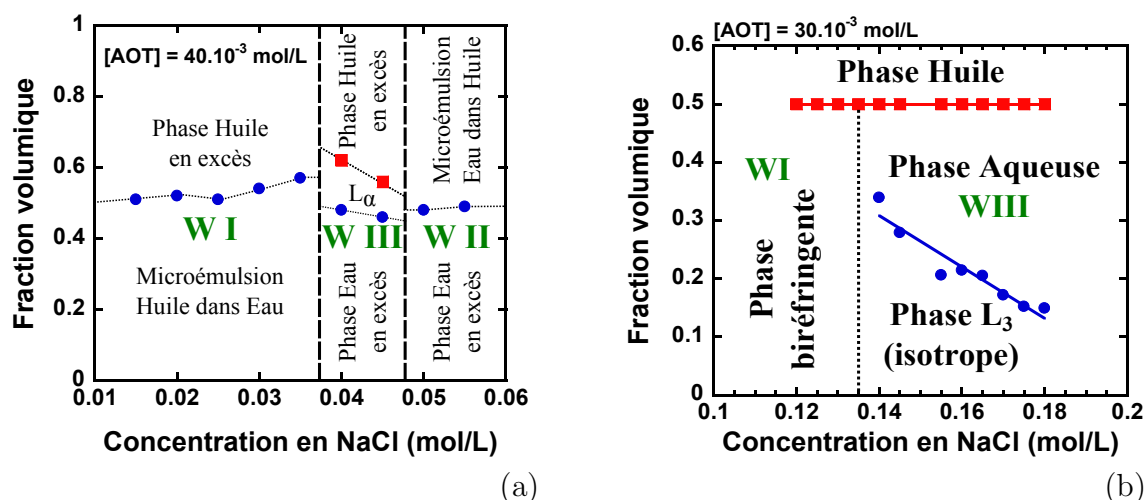 [AOT] = 40.10⁻³ mol/L
Fraction volumique
1
0.8
0.6
0.4
0.2
0
Phase Huile
en excès
W I
Microémulsion
Huile dans Eau
Phase Huile
en excès
Lα
W III
Phase Eau
en excès
Microémulsion
Eau dans Huile
W II
Phase Eau
en excès
0.01 0.02 0.03 0.04 0.05 0.06
Concentration en NaCl (mol/L)
(a)
[AOT] = 30.10⁻³ mol/L
Fraction volumique
0.6
0.5
0.4
0.3
0.2
0.1
0
Phase Huile
WI
Phase
biréfringente
Phase Aqueuse
WIII
Phase L₃
(isotrope)
0.1 0.12 0.14 0.16 0.18 0.2
Concentration en NaCl (mol/L)
(b)